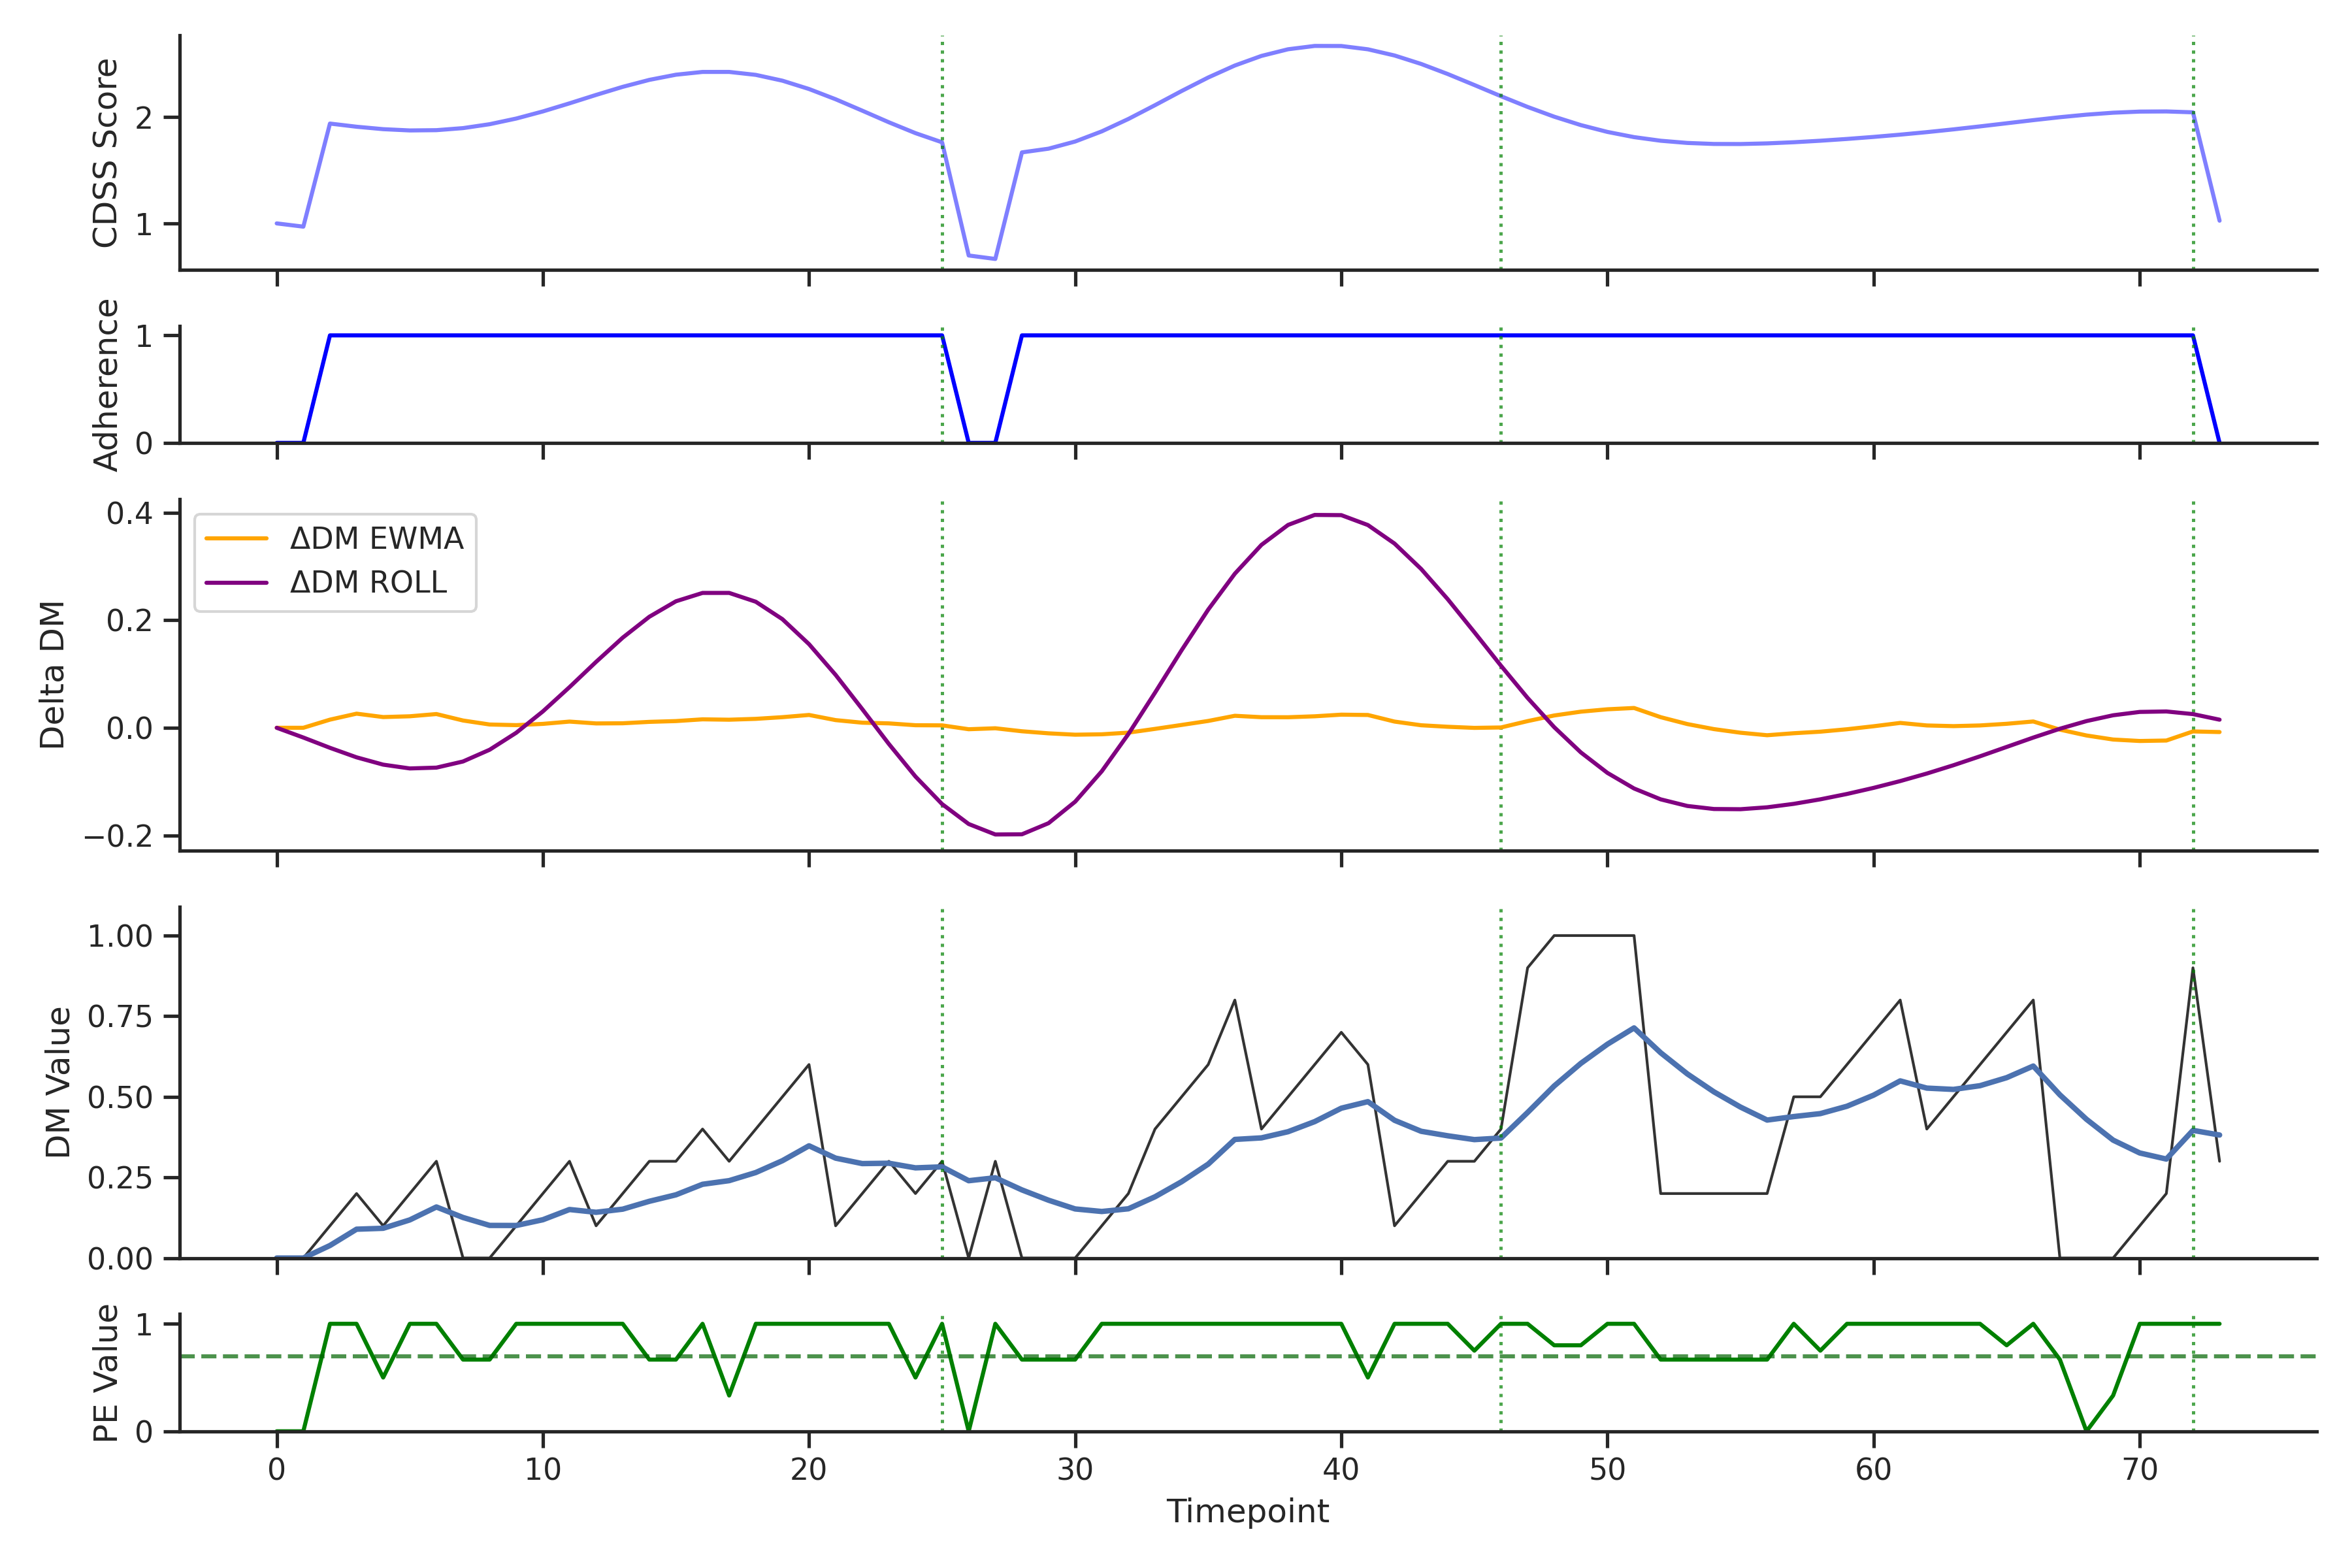 CDSS Score
2
1
Adherence
1
0
Delta DM
0.4
0.2
0.0
−0.2
ΔDM EWMA
ΔDM ROLL
DM Value
1.00
0.75
0.50
0.25
0.00
PE Value
1
0
0 10 20 30 40 50 60 70
Timepoint